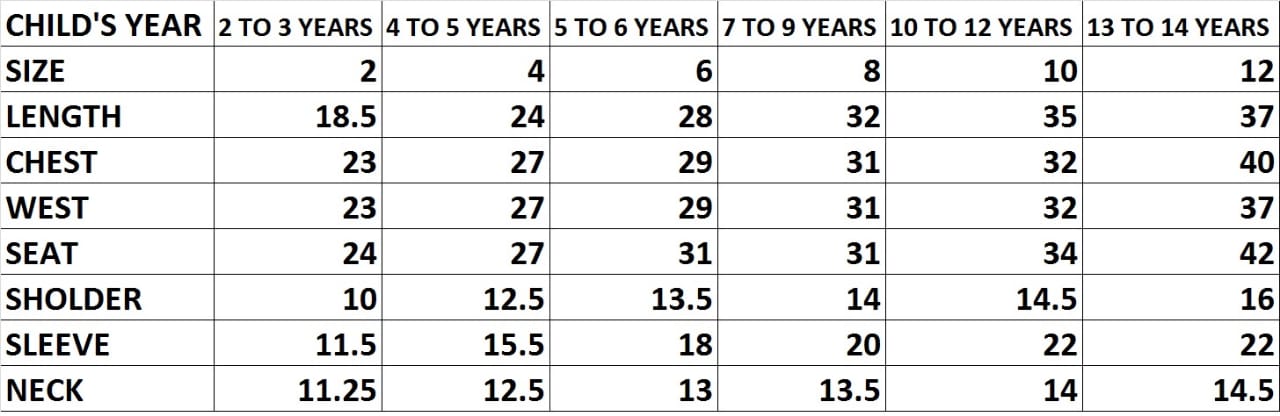 CHILD'S YEAR 2 TO 3 YEARS 4 TO 5 YEARS 5 TO 6 YEARS 7 TO 9 YEARS 10 TO 12 YEARS 13 TO 14 YEARS
SIZE 2 4 6 8 10 12
LENGTH 18.5 24 28 32 35 37
CHEST 23 27 29 31 32 40
WEST 23 27 29 31 32 37
SEAT 24 27 31 31 34 42
SHOLDER 10 12.5 13.5 14 14.5 16
SLEEVE 11.5 15.5 18 20 22 22
NECK 11.25 12.5 13 13.5 14 14.5